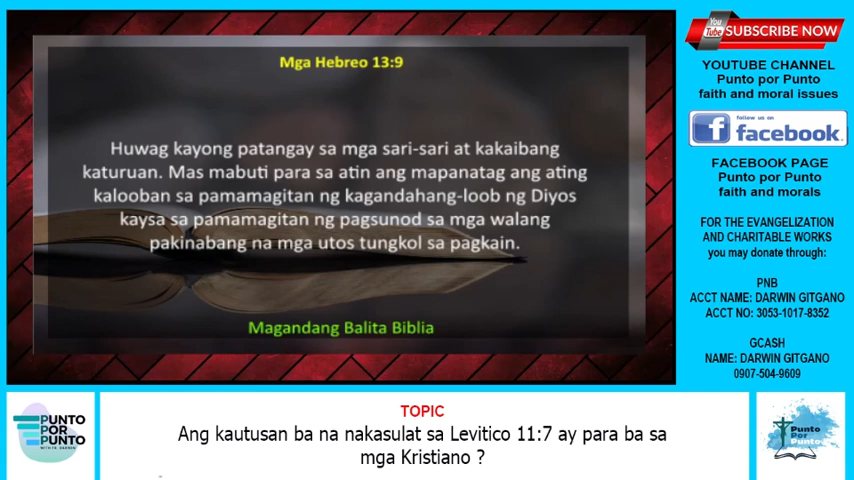 Mga Hebreo 13:9
Huwag kayong patangay sa mga sari-sari at kakaibang
katuruan. Mas mabuti para sa atin ang mapanatag ang ating
kalooban sa pamamagitan ng kagandahang-loob ng Diyos
kaysa sa pamamagitan ng pagsunod sa mga walang
pakinabang na mga utos tungkol sa pagkain.
Magandang Balita Biblia
You
Tube
SUBSCRIBE NOW
YOUTUBE CHANNEL
Punto por Punto
faith and moral issues
follow us on
facebook.
FACEBOOK PAGE
Punto por Punto
faith and morals
FOR THE EVANGELIZATION
AND CHARITABLE WORKS
you may donate through:
PNB
ACCT NAME: DARWIN GITGANO
ACCT NO: 3053-1017-8352
GCASH
NAME: DARWIN GITGANO
0907-504-9609
PUNTO
POR
PUNTO
TOPIC
Ang kautusan ba na nakasulat sa Levitico 11:7 ay para ba sa
mga Kristiano ?
Punto
Por
Punto